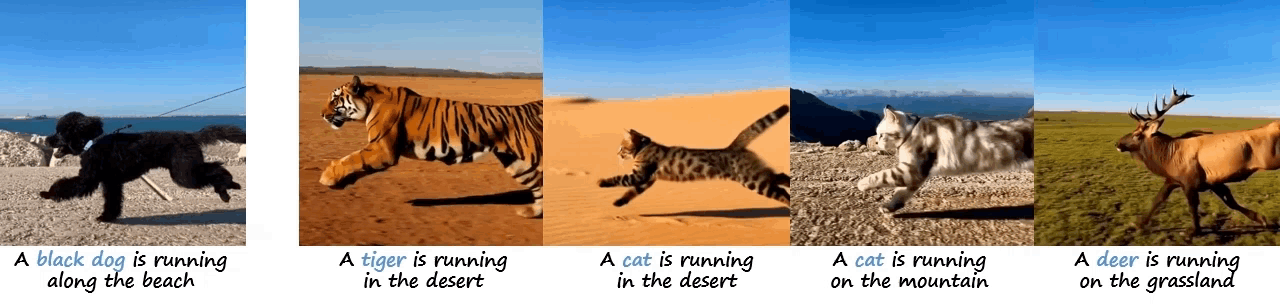 A black dog is running
along the beach
A tiger is running
in the desert
A cat is running
in the desert
A cat is running
on the mountain
A deer is running
on the grassland